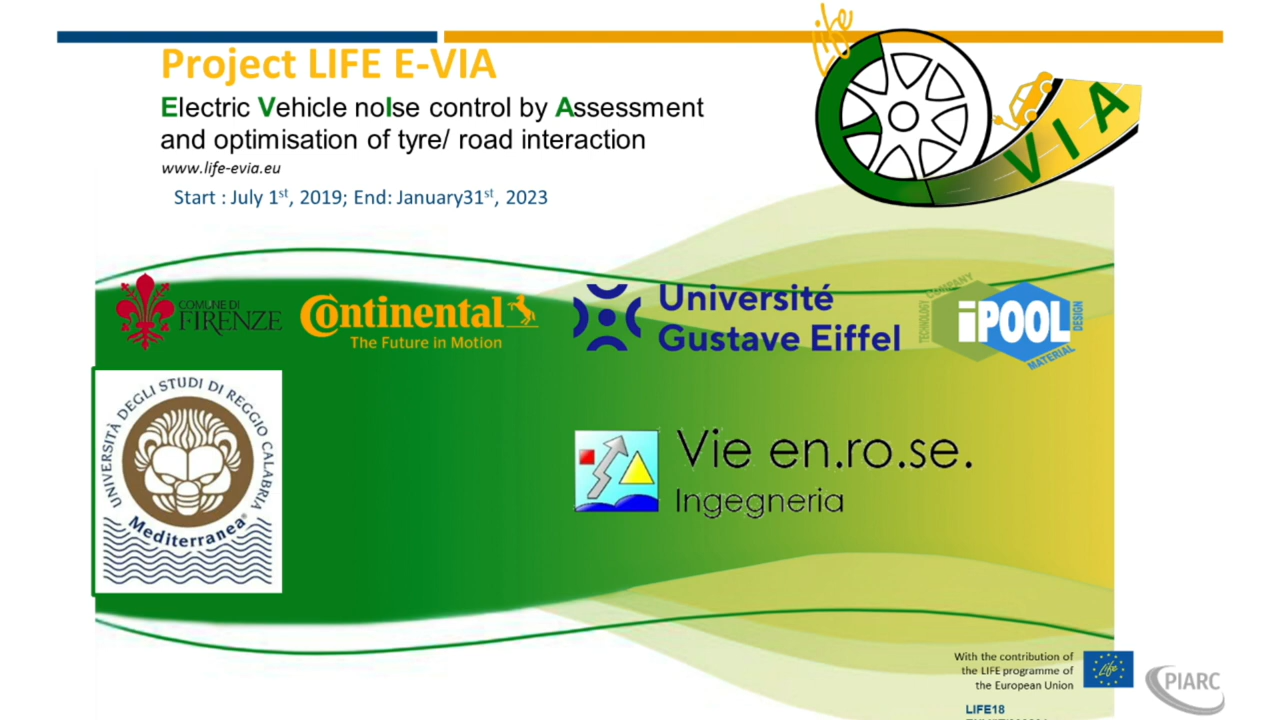 Project LIFE E-VIA
Electric Vehicle noIse control by Assessment
and optimisation of tyre/ road interaction
www.life-evia.eu
Start : July 1st, 2019; End: January31st, 2023
Life
VIA
COMUNE DI
FIRENZE
Continental
The Future in Motion
Université
Gustave Eiffel
TECHNOLOGY COMPANY
iPOOL
DESIGN
MATERIAL
UNIVERSITÀ DEGLI STUDI DI REGGIO CALABRIA
Mediterranea
Vie en.ro.se.
Ingegneria
With the contribution of
the LIFE programme of
the European Union
Life
LIFE18
PIARC